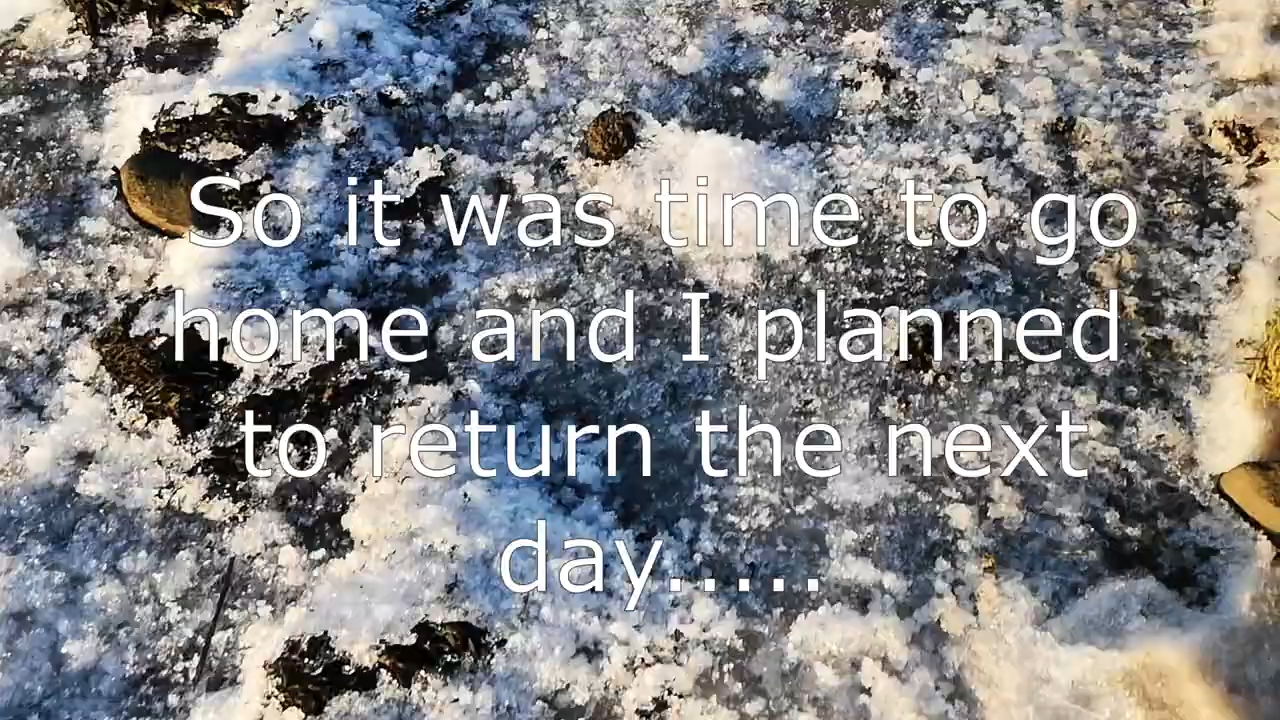 So it was time to go
home and I planned
to return the next
day.....